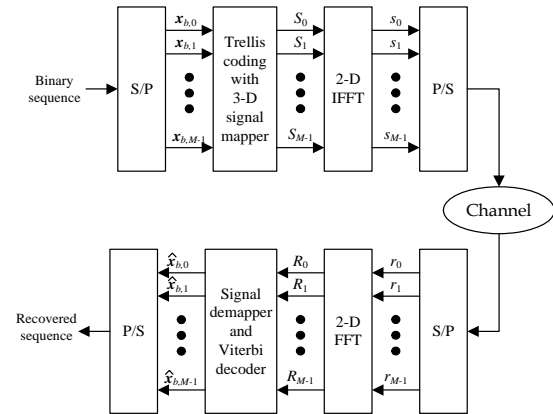 Binary
sequence
S/P
x_{b,0}
x_{b,1}
x_{b,M-1}
Trellis
coding
with
3-D
signal
mapper
S_0
S_1
S_{M-1}
2-D
IFFT
s_0
s_1
s_{M-1}
P/S
Channel
S/P
r_0
r_1
r_{M-1}
2-D
FFT
R_0
R_1
R_{M-1}
Signal
demapper
and
Viterbi
decoder
x̂_{b,0}
x̂_{b,1}
x̂_{b,M-1}
P/S
Recovered
sequence